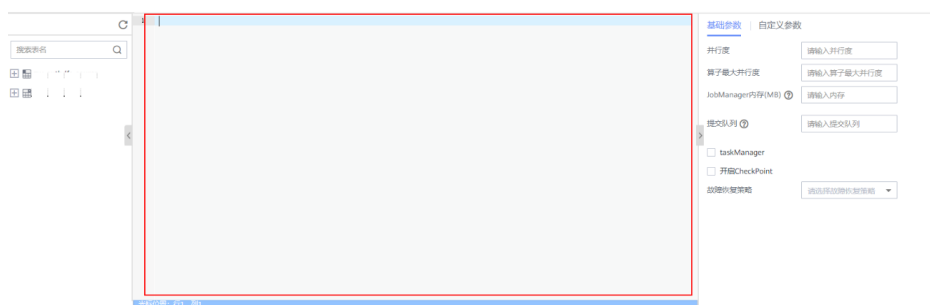 搜索表名
1
基础参数 自定义参数
并行度 请输入并行度
算子最大并行度 请输入算子最大并行度
JobManager内存(MB) 请输入内存
提交队列 请输入提交队列
taskManager
开启CheckPoint
故障恢复策略 请选择故障恢复策略